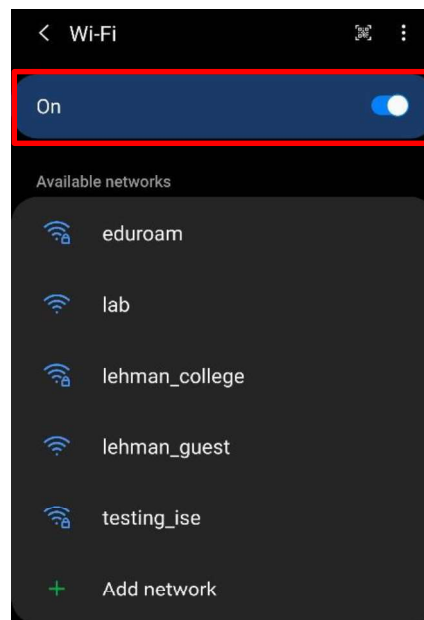 Wi-Fi
On
Available networks
eduroam
lab
lehman_college
lehman_guest
testing_ise
Add network